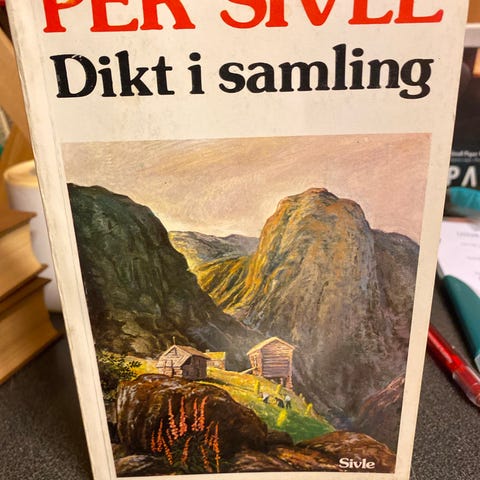 PER SIVLE
Dikt i samling
Sivle